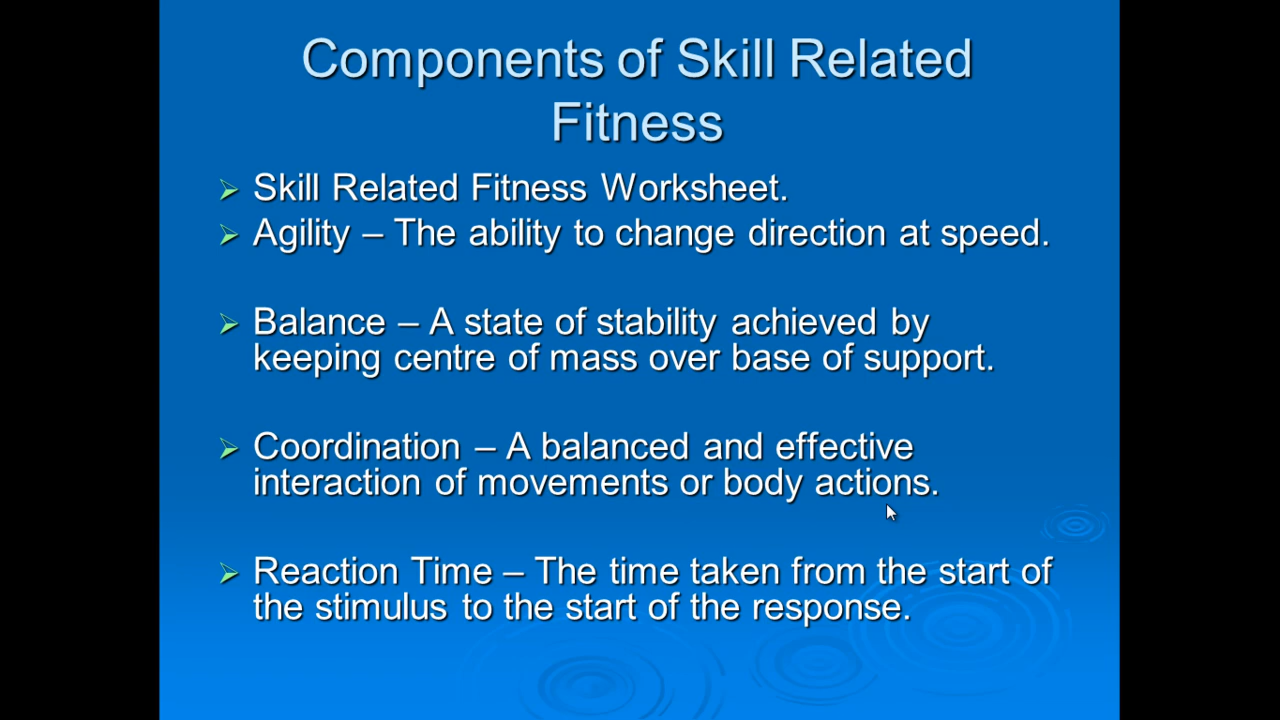 Components of Skill Related
Fitness
Skill Related Fitness Worksheet.
Agility – The ability to change direction at speed.
Balance – A state of stability achieved by
keeping centre of mass over base of support.
Coordination – A balanced and effective
interaction of movements or body actions.
Reaction Time – The time taken from the start of
the stimulus to the start of the response.